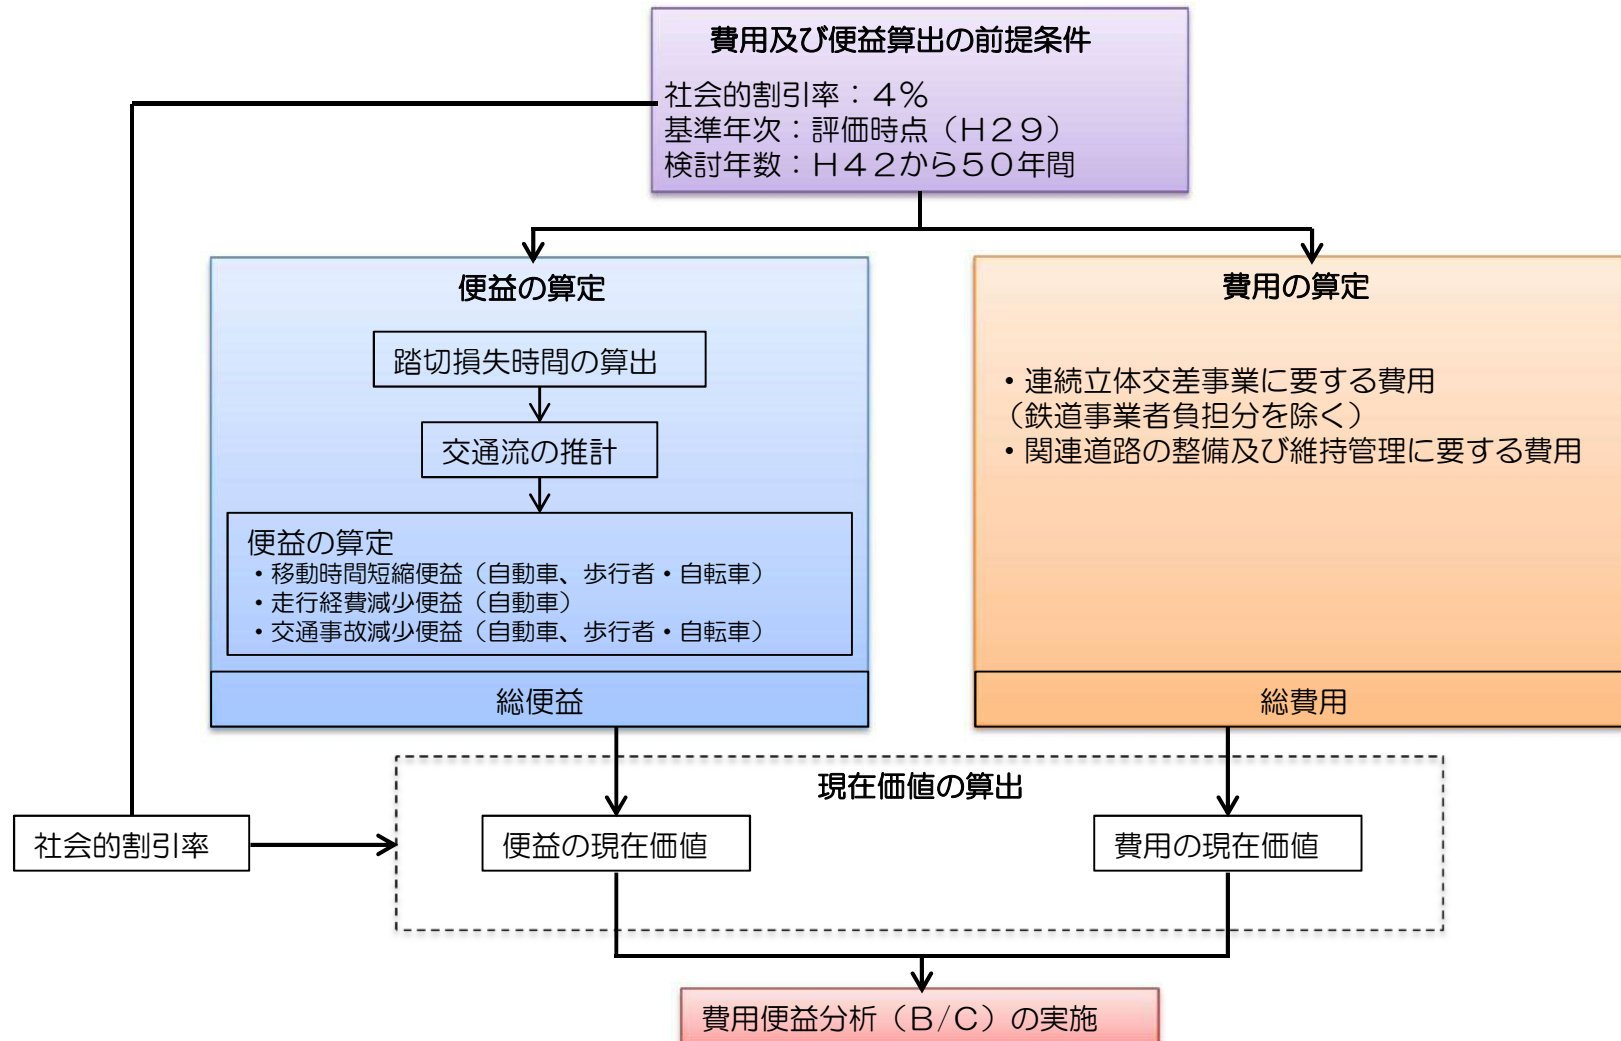 費用及び便益算出の前提条件
社会的割引率：４％
基準年次：評価時点（Ｈ２９）
検討年数：Ｈ４２から５０年間
便益の算定
踏切損失時間の算出
交通流の推計
便益の算定
・移動時間短縮便益（自動車、歩行者・自転車）
・走行経費減少便益（自動車）
・交通事故減少便益（自動車、歩行者・自転車）
総便益
費用の算定
・連続立体交差事業に要する費用
（鉄道事業者負担分を除く）
・関連道路の整備及び維持管理に要する費用
総費用
現在価値の算出
社会的割引率
便益の現在価値
費用の現在価値
費用便益分析（Ｂ/Ｃ）の実施